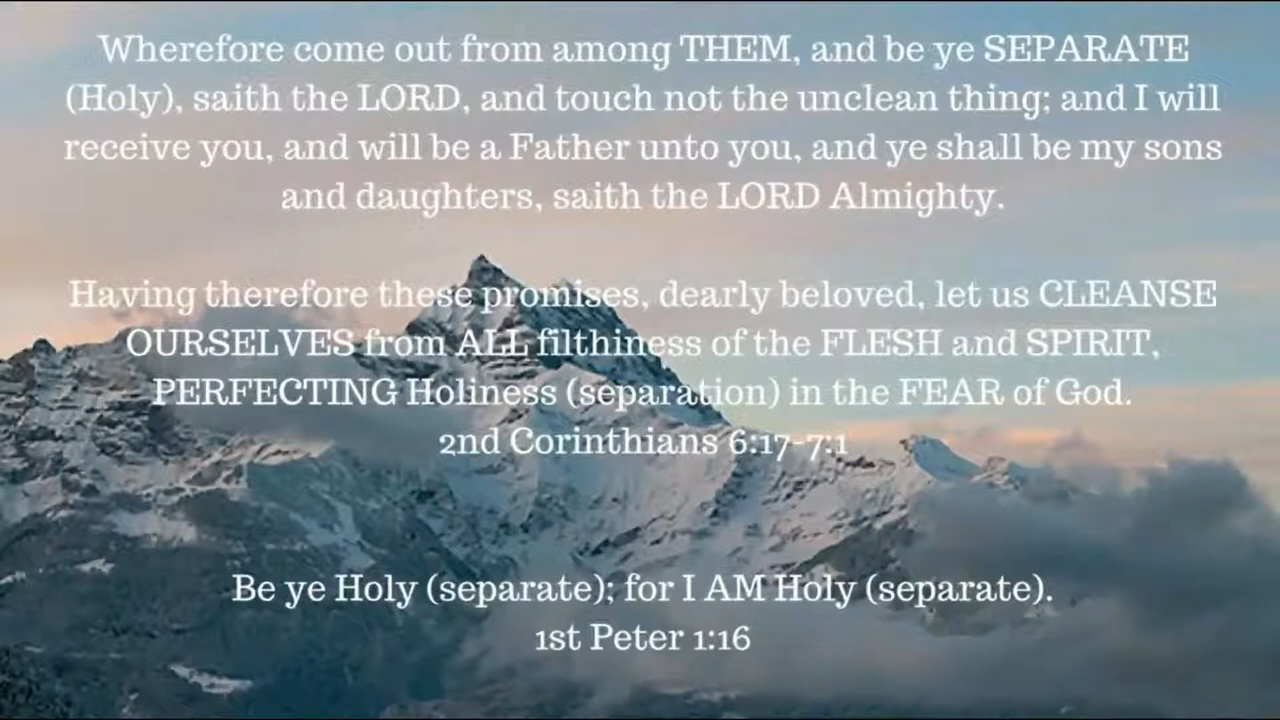 Wherefore come out from among THEM, and be ye SEPARATE
(Holy), saith the LORD, and touch not the unclean thing; and I will
receive you, and will be a Father unto you, and ye shall be my sons
and daughters, saith the LORD Almighty.
Having therefore these promises, dearly beloved, let us CLEANSE
OURSELVES from ALL filthiness of the FLESH and SPIRIT,
PERFECTING Holiness (separation) in the FEAR of God.
2nd Corinthians 6:17-7:1
Be ye Holy (separate); for I AM Holy (separate).
1st Peter 1:16